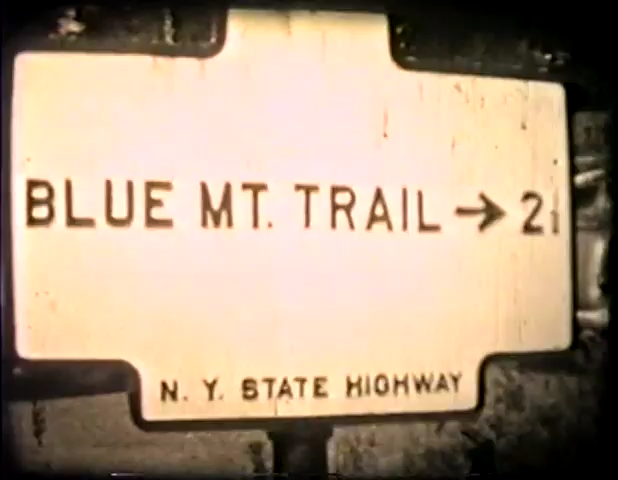 BLUE MT. TRAIL → 2
N. Y. STATE HIGHWAY